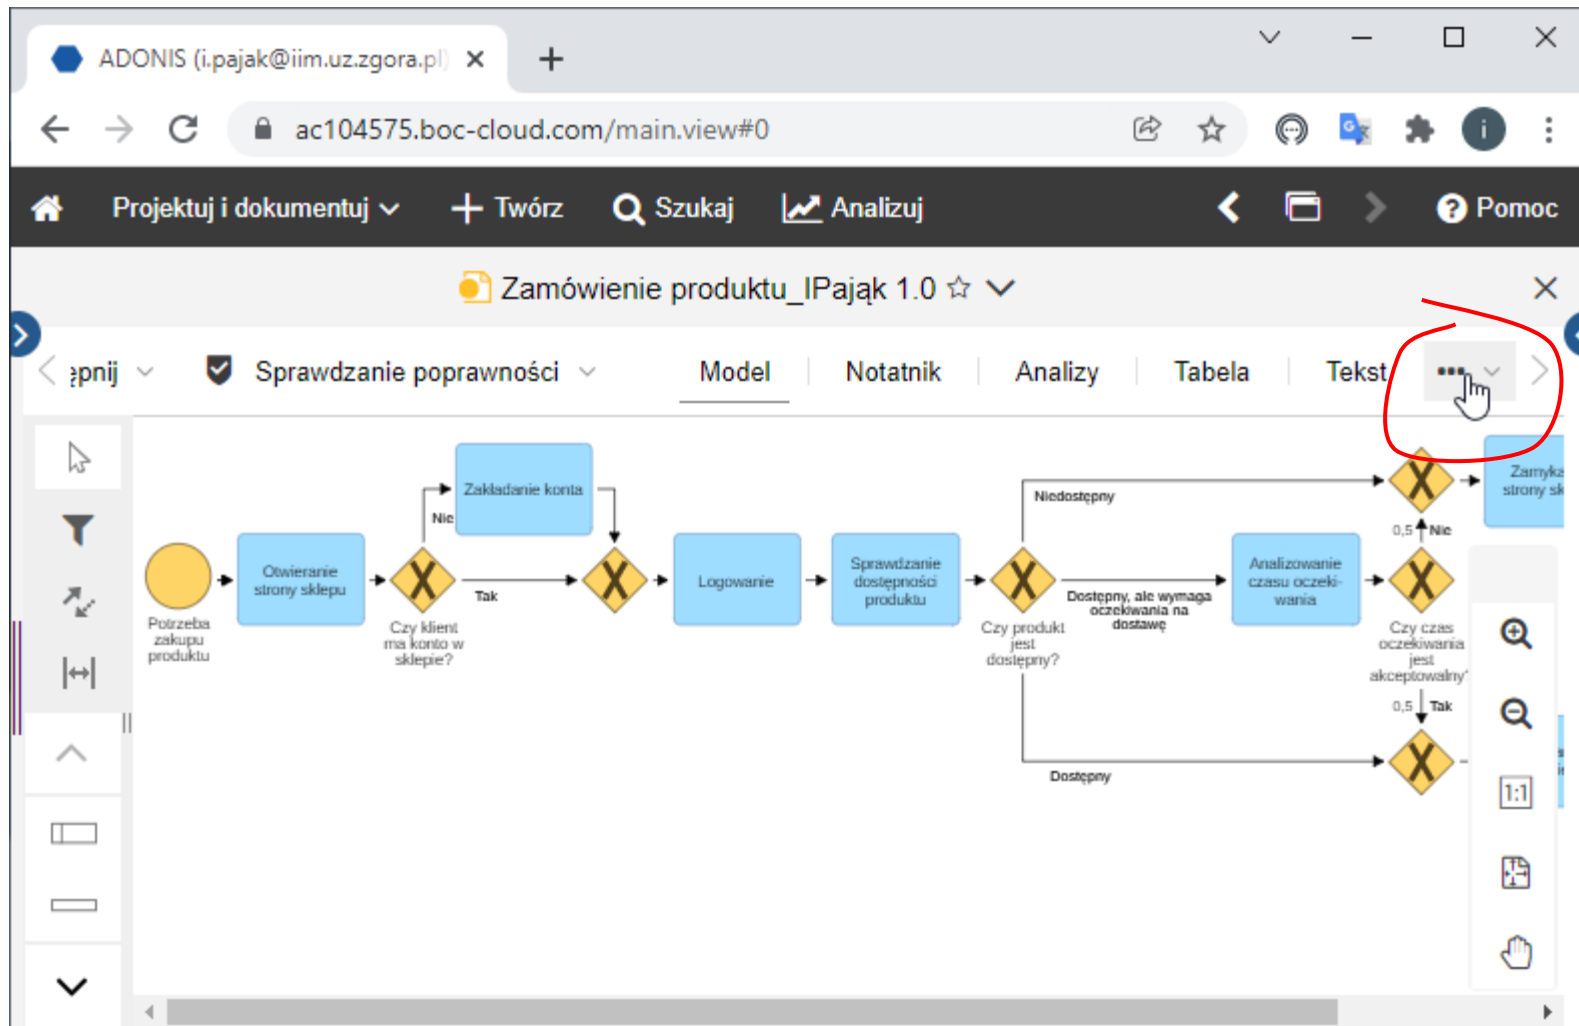 ADONIS (i.pajak@iim.uz.zgora.pl)
ac104575.boc-cloud.com/main.view#0
i
Projektuj i dokumentuj
Twórz
Szukaj
Analizuj
Pomoc
Zamówienie produktu_IPająk 1.0
ępnij
Sprawdzanie poprawności
Model
Notatnik
Analizy
Tabela
Tekst
Potrzeba
zakupu
produktu
Otwieranie
strony sklepu
Czy klient
ma konto w
sklepie?
Nie
Zakładanie konta
Tak
Logowanie
Sprawdzanie
dostępności
produktu
Czy produkt
jest
dostępny?
Niedostępny
Dostępny, ale wymaga
oczekiwania na
dostawę
Dostępny
Analizowanie
czasu oczeki-
wania
Zamyka
strony sk
0,5 Nie
Czy czas
oczekiwania
jest
akceptowalny?
0,5 Tak
1:1